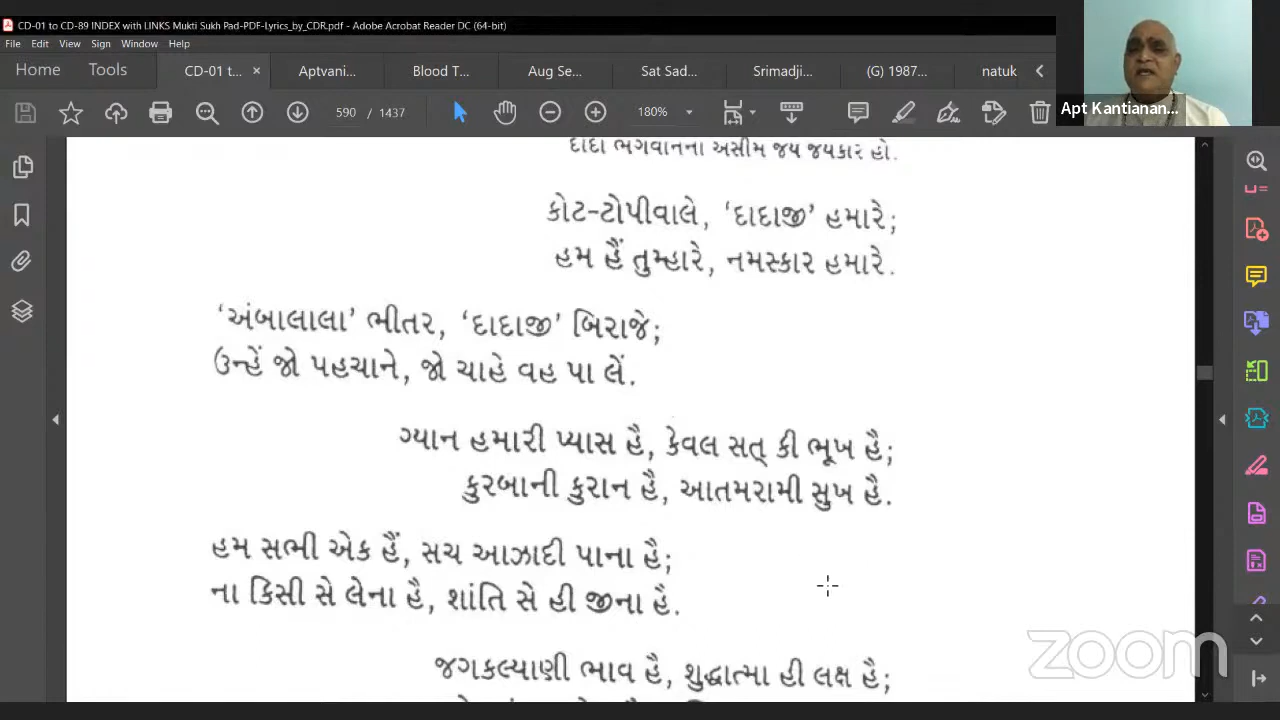 CD-01 to CD-89 INDEX with LINKS Mukti Sukh Pad-PDF-Lyrics_by_CDR.pdf - Adobe Acrobat Reader DC (64-bit)
File Edit View Sign Window Help
Home Tools CD-01 t... × Aptvani... Blood T... Aug Se... Sat Sad... Srimadji... (G) 1987... natuk
590 / 1437 180%
Apt Kantianan...
દાદા ભગવાનના અસીમ જય જયકાર હો.
કોટ-ટોપીવાલે, ‘દાદાજી’ હમારે;
હમ હૈં તુમ્હારે, નમસ્કાર હમારે.
‘અંબાલાલા’ ભીતર, ‘દાદાજી’ બિરાજે;
ઉન્હેં જો પહચાને, જો ચાહે વહ પા લેં.
ગ્યાન હમારી પ્યાસ હૈ, કેવલ સત્ કી ભૂખ હૈ;
કુરબાની કુરાન હૈ, આતમરામી સુખ હૈ.
હમ સભી એક હૈં, સચ આઝાદી પાના હૈ;
ના કિસી સે લેના હૈ, શાંતિ સે હી જીના હૈ.
જગકલ્યાણી ભાવ હૈ, શુદ્ધાત્મા હી લક્ષ હૈ;
zoom